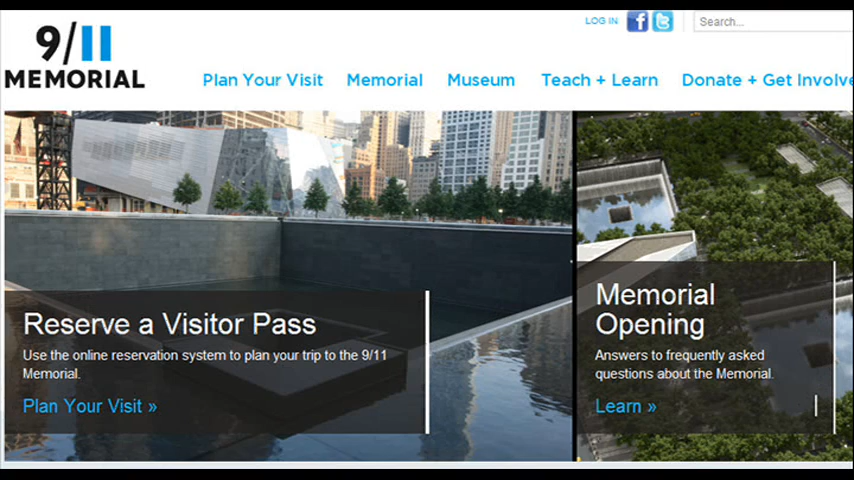 LOG IN
Search...
9/11
MEMORIAL
Plan Your Visit Memorial Museum Teach + Learn Donate + Get Involve
Reserve a Visitor Pass
Use the online reservation system to plan your trip to the 9/11
Memorial.
Plan Your Visit »
Memorial
Opening
Answers to frequently asked
questions about the Memorial.
Learn »